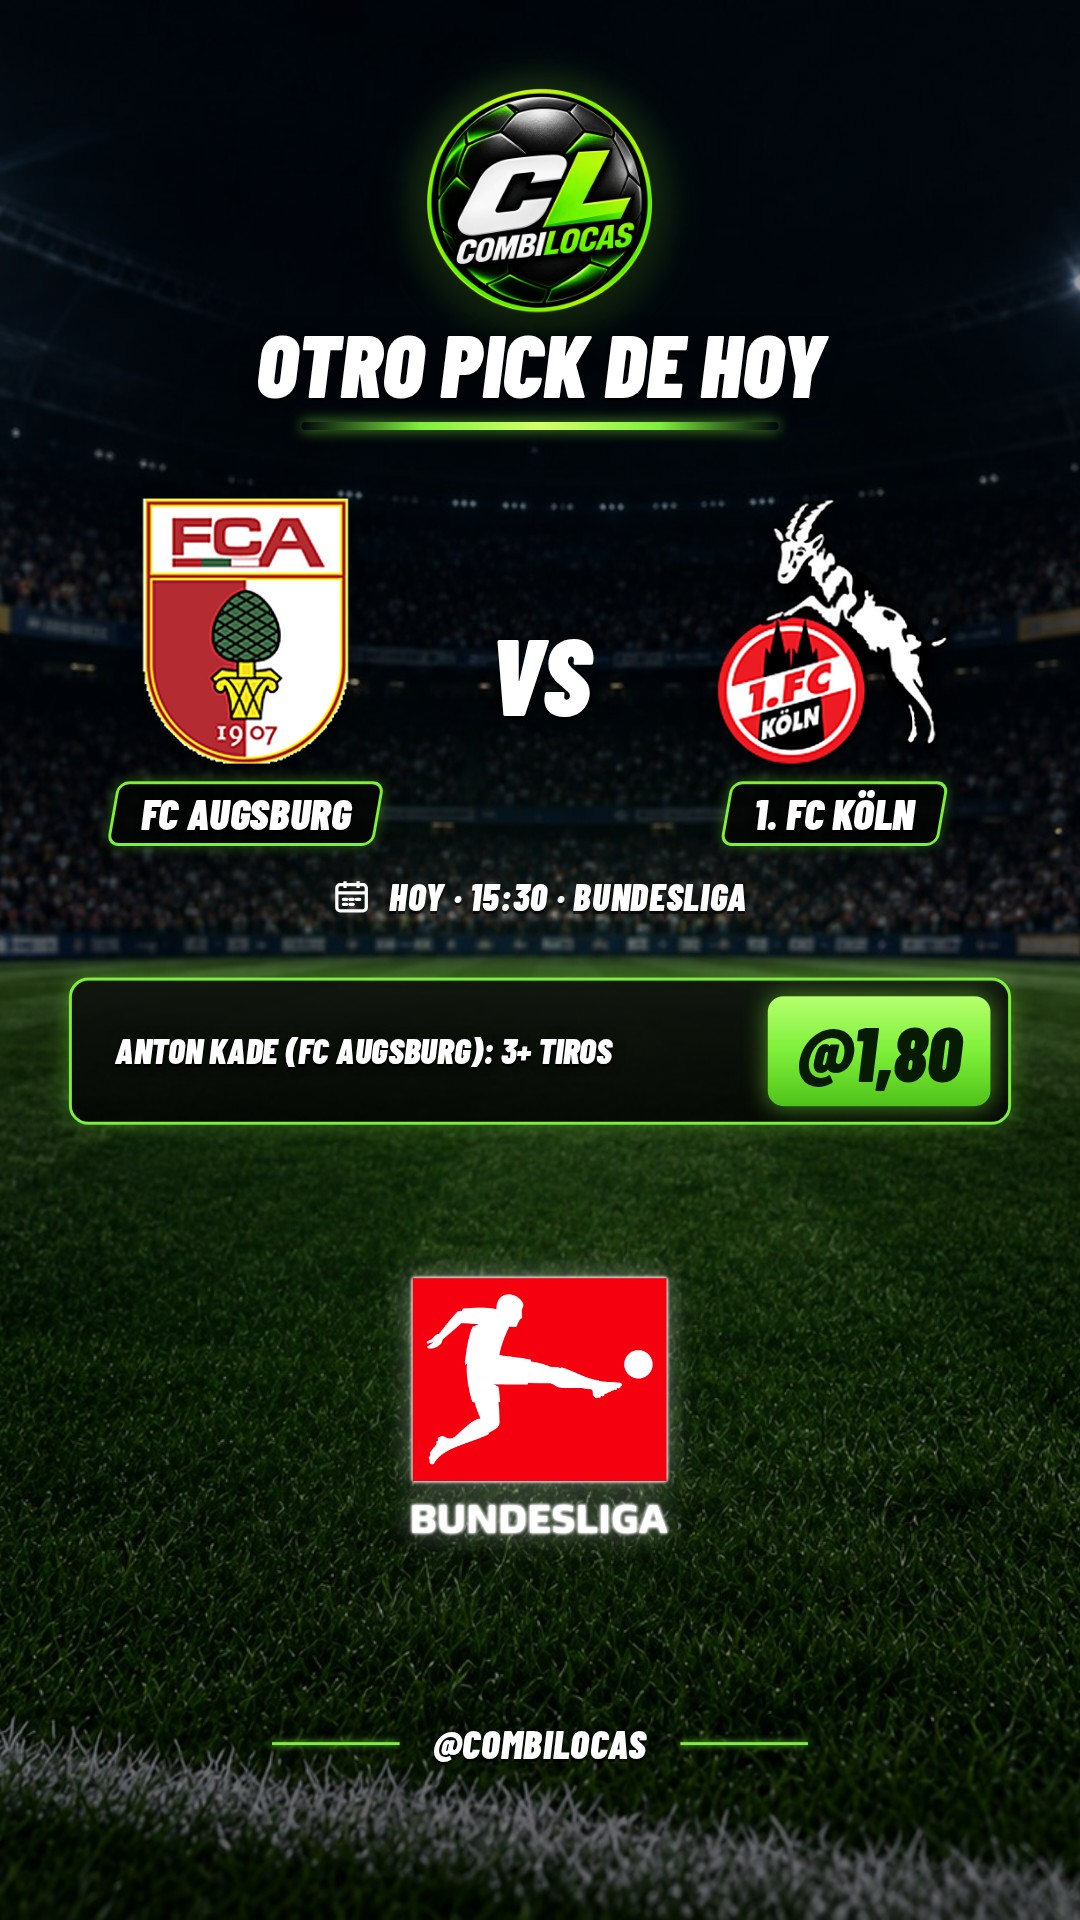 CL
COMBILOCAS
OTRO PICK DE HOY
FCA
1907
VS
1. FC
KÖLN
FC AUGSBURG
1. FC KÖLN
HOY · 15:30 · BUNDESLIGA
ANTON KADE (FC AUGSBURG): 3+ TIROS
@1,80
BUNDESLIGA
@COMBILOCAS